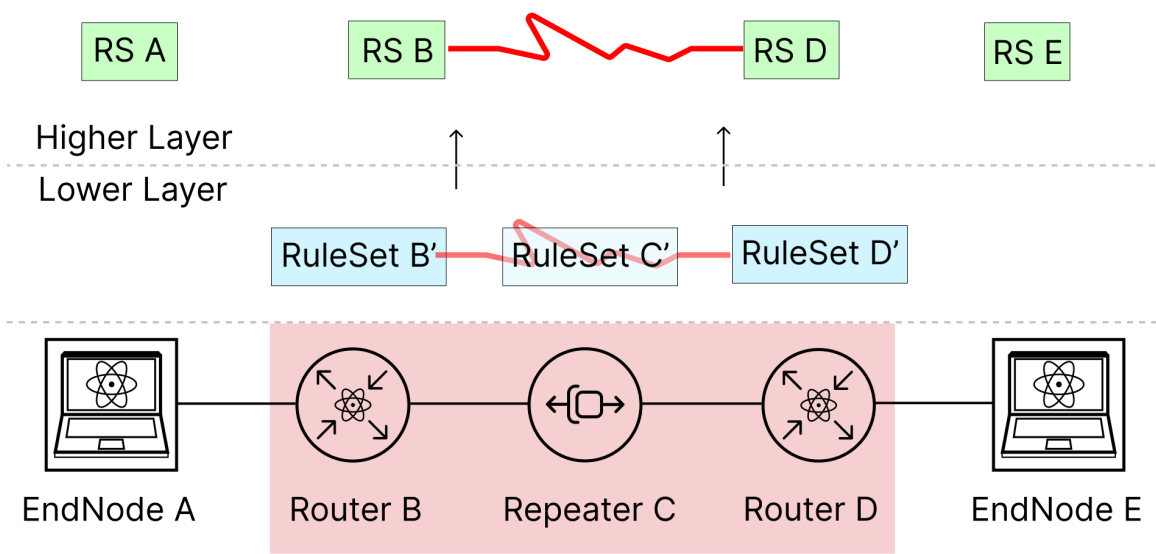 RS A
RS B
RS D
RS E
Higher Layer
Lower Layer
RuleSet B’
RuleSet C’
RuleSet D’
EndNode A
Router B
Repeater C
Router D
EndNode E